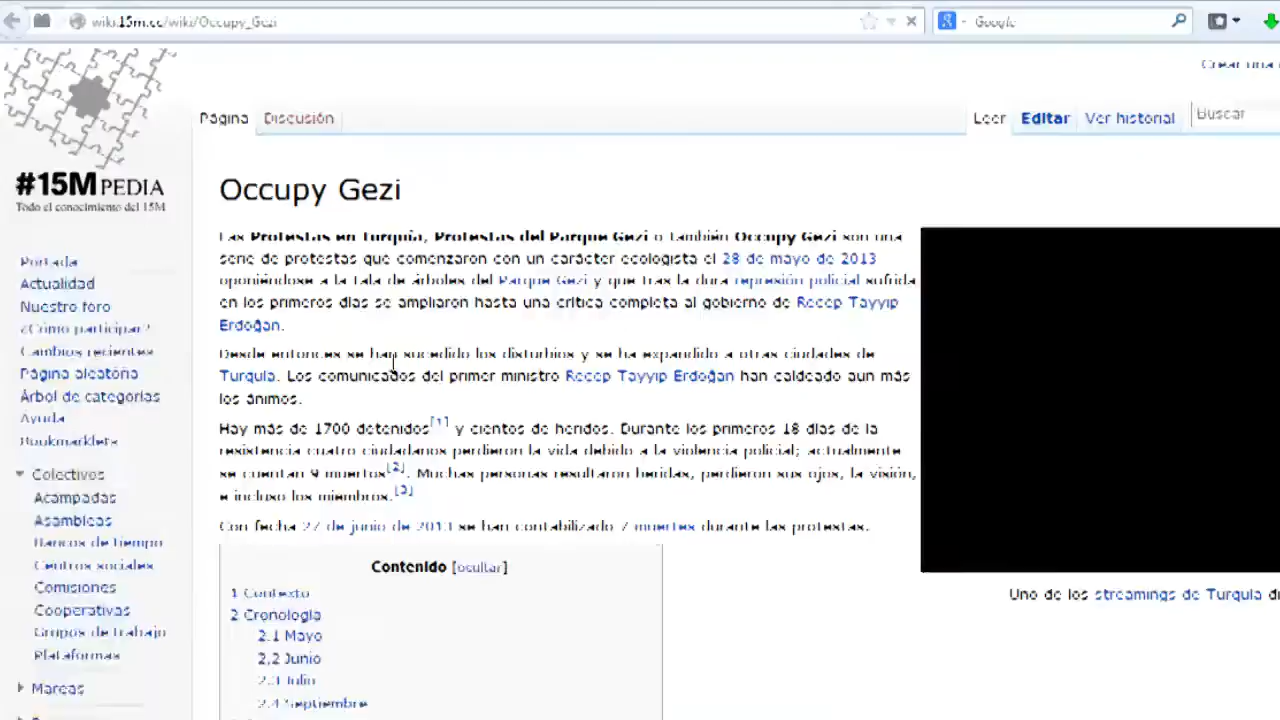 wiki.15m.cc/wiki/Occupy_Gezi
Google
Crear una
Página Discusión Leer Editar Ver historial Buscar
#15MPEDIA
Todo el conocimiento del 15M
Occupy Gezi
Las Protestas en Turquía, Protestas del Parque Gezi o también Occupy Gezi son una
serie de protestas que comenzaron con un carácter ecologista el 28 de mayo de 2013
oponiéndose a la tala de árboles del Parque Gezi y que tras la dura represión policial sufrida
en los primeros días se ampliaron hasta una crítica completa al gobierno de Recep Tayyip
Erdoğan.
Desde entonces se han sucedido los disturbios y se ha expandido a otras ciudades de
Turquía. Los comunicados del primer ministro Recep Tayyip Erdoğan han caldeado aun más
los ánimos.
Hay más de 1700 detenidos[1] y cientos de heridos. Durante los primeros 18 días de la
resistencia cuatro ciudadanos perdieron la vida debido a la violencia policial; actualmente
se cuentan 9 muertos[2]. Muchas personas resultaron heridas, perdieron sus ojos, la visión,
e incluso los miembros.[3]
Con fecha 27 de junio de 2013 se han contabilizado 7 muertes durante las protestas.
Contenido [ocultar]
1 Contexto
2 Cronología
2.1 Mayo
2.2 Junio
2.3 Julio
2.4 Septiembre
Uno de los streamings de Turquía
Portada
Actualidad
Nuestro foro
¿Cómo participar?
Cambios recientes
Página aleatoria
Árbol de categorías
Ayuda
Bookmarklets
Colectivos
Acampadas
Asambleas
Bancos de tiempo
Centros sociales
Comisiones
Cooperativas
Grupos de trabajo
Plataformas
Mareas